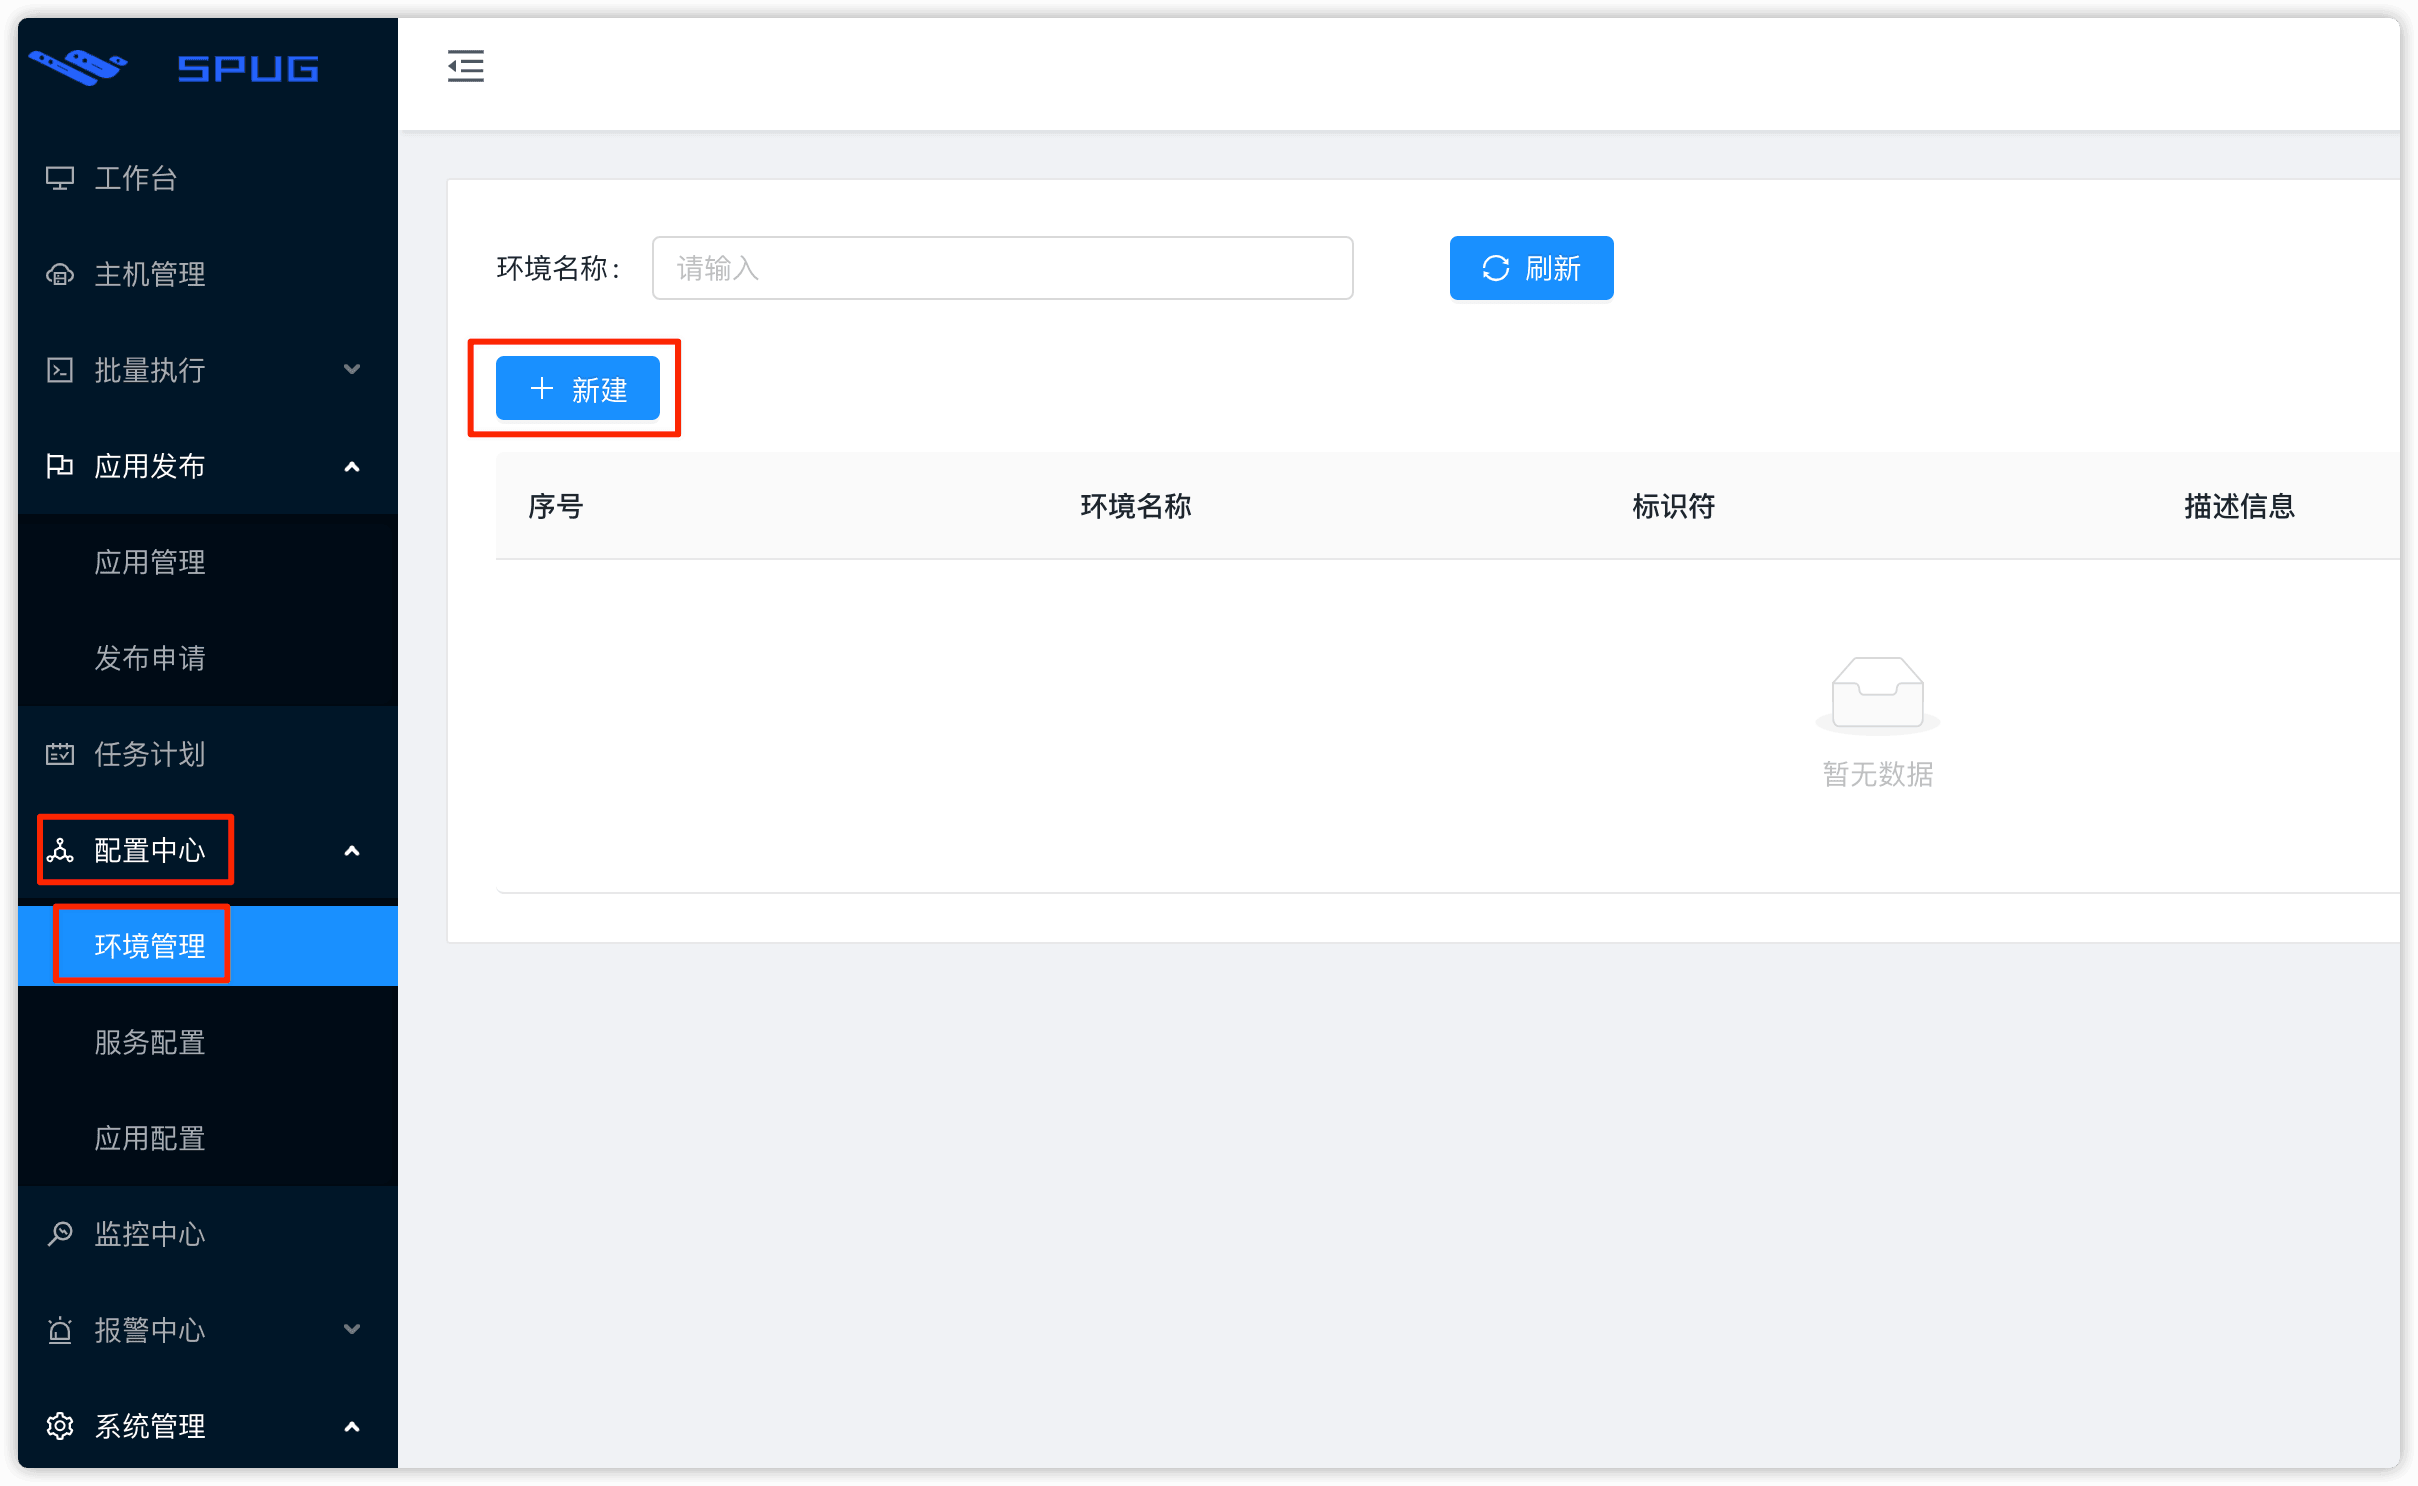 SPUG
工作台
主机管理
批量执行
应用发布
应用管理
发布申请
任务计划
配置中心
环境管理
服务配置
应用配置
监控中心
报警中心
系统管理
环境名称: 请输入 刷新
新建
序号 环境名称 标识符 描述信息
暂无数据